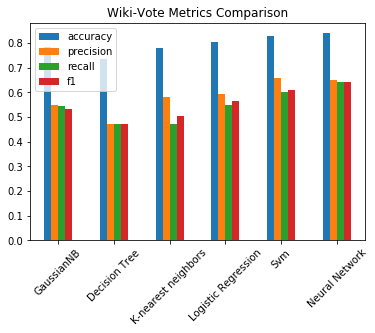 Wiki-Vote Metrics Comparison
accuracy
precision
recall
f1
0.8
0.7
0.6
0.5
0.4
0.3
0.2
0.1
0.0
GaussianNB
Decision Tree
K-nearest neighbors
Logistic Regression
Svm
Neural Network